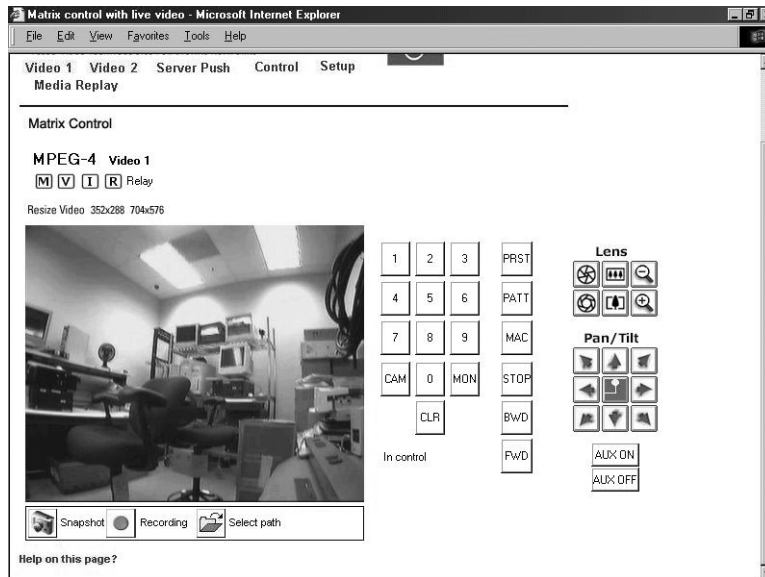 Matrix control with live video - Microsoft Internet Explorer
File Edit View Favorites Tools Help
Video 1 Video 2 Server Push Control Setup
Media Replay
Matrix Control
MPEG-4 Video 1
M V I R Relay
Resize Video 352x288 704x576
1 2 3 PRST
4 5 6 PATT
7 8 9 MAC
CAM 0 MON STOP
CLR BWD
In control FWD
Lens
Pan/Tilt
AUX ON
AUX OFF
Snapshot Recording Select path
Help on this page?